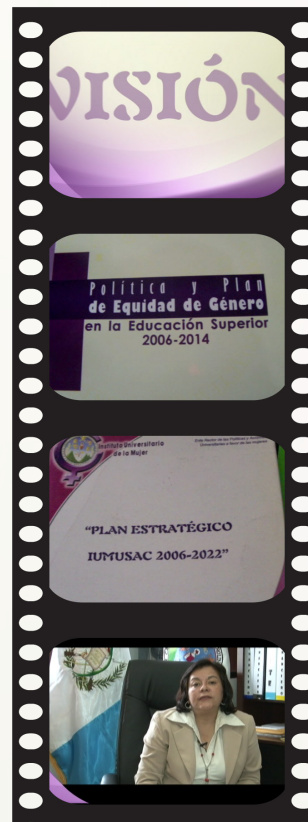 VISIÓN
Política y Plan
de Equidad de Género
en la Educación Superior
2006-2014
Instituto Universitario
de la Mujer
"PLAN ESTRATÉGICO
IUMUSAC 2006-2022"